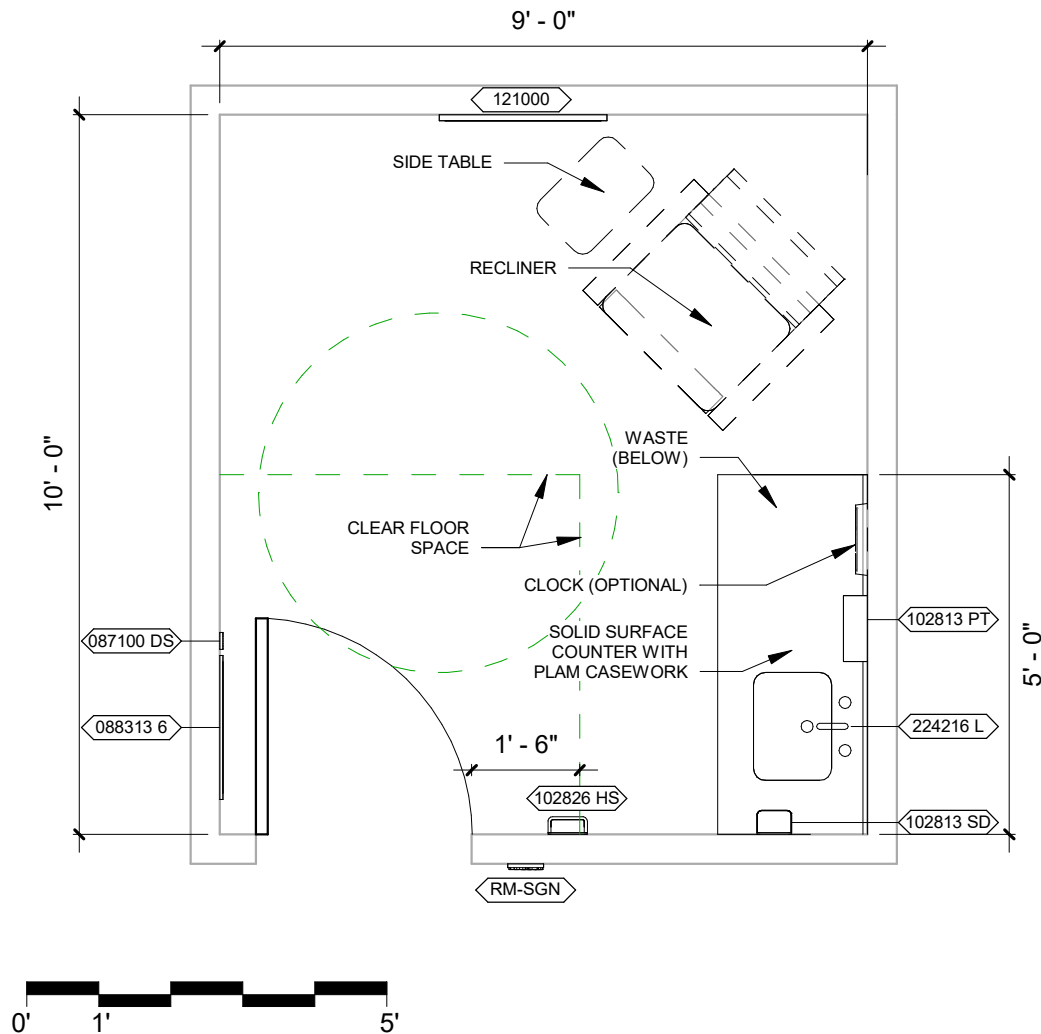 9' - 0"
121000
SIDE TABLE
RECLINER
10' - 0"
WASTE
(BELOW)
CLEAR FLOOR
SPACE
CLOCK (OPTIONAL)
087100 DS
SOLID SURFACE
COUNTER WITH
PLAM CASEWORK
102813 PT
5' - 0"
088313 6
224216 L
1' - 6"
102826 HS
102813 SD
RM-SGN
0'
1'
5'